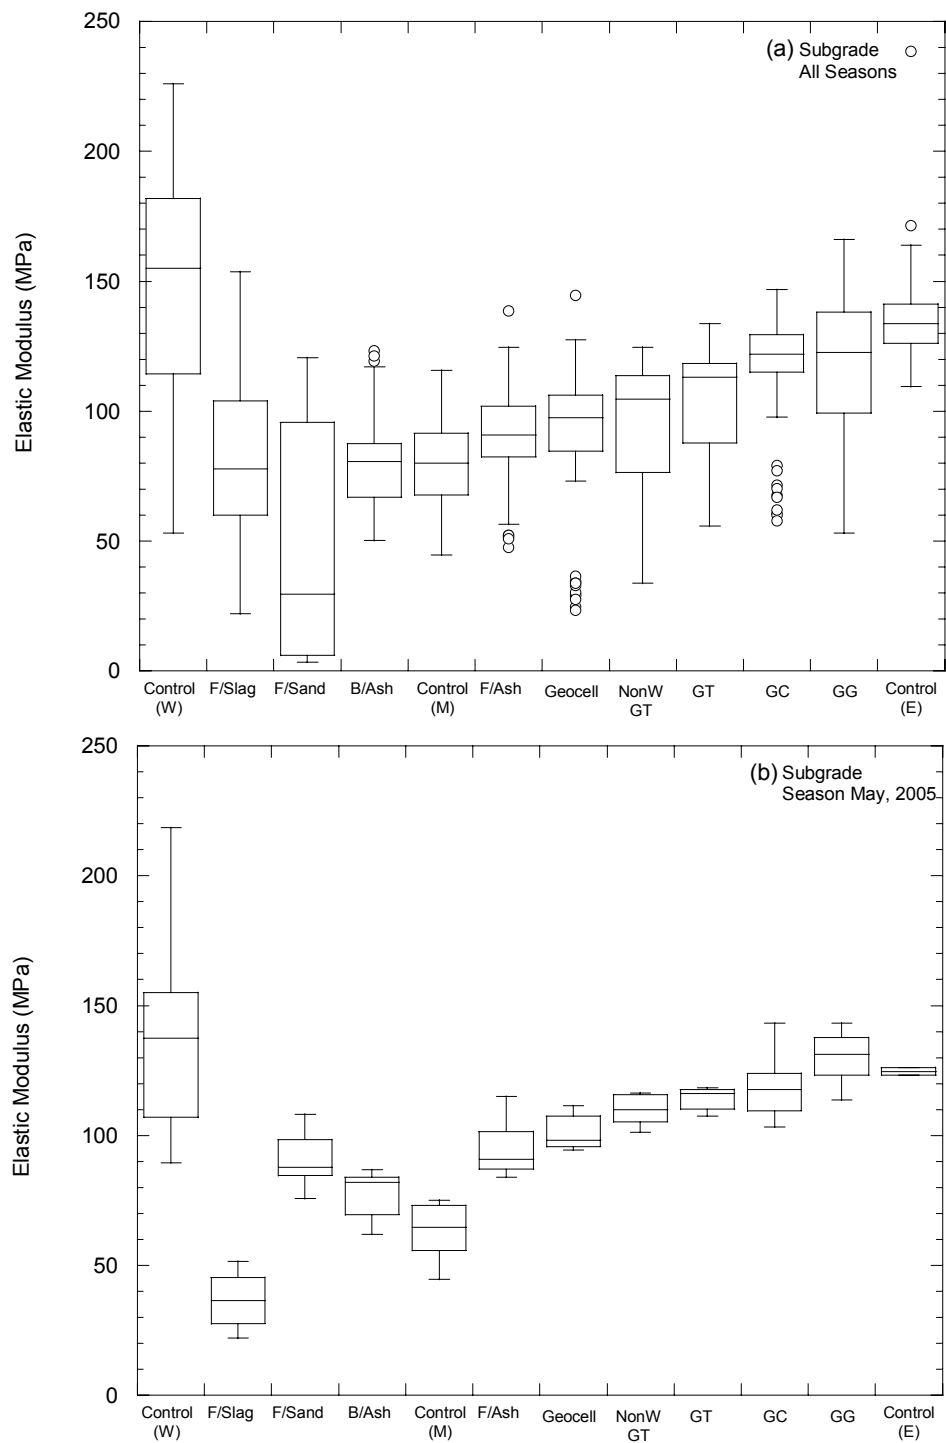 250
200
150
100
50
0
Elastic Modulus (MPa)
(a) Subgrade
All Seasons
Control F/Slag F/Sand B/Ash Control F/Ash Geocell NonW GT GC GG Control
(W) (M) GT (E)
250
200
150
100
50
0
Elastic Modulus (MPa)
(b) Subgrade
Season May, 2005
Control F/Slag F/Sand B/Ash Control F/Ash Geocell NonW GT GC GG Control
(W) (M) GT (E)